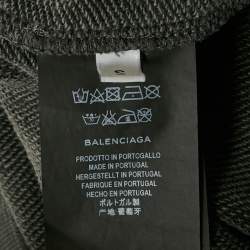 S
BALENCIAGA
PRODOTTO IN PORTOGALLO
MADE IN PORTUGAL
HERGESTELLT IN PORTUGAL
FABRIQUÉ EN PORTUGAL
HECHO EN PORTUGAL
ポルトガル製
产地 葡萄牙